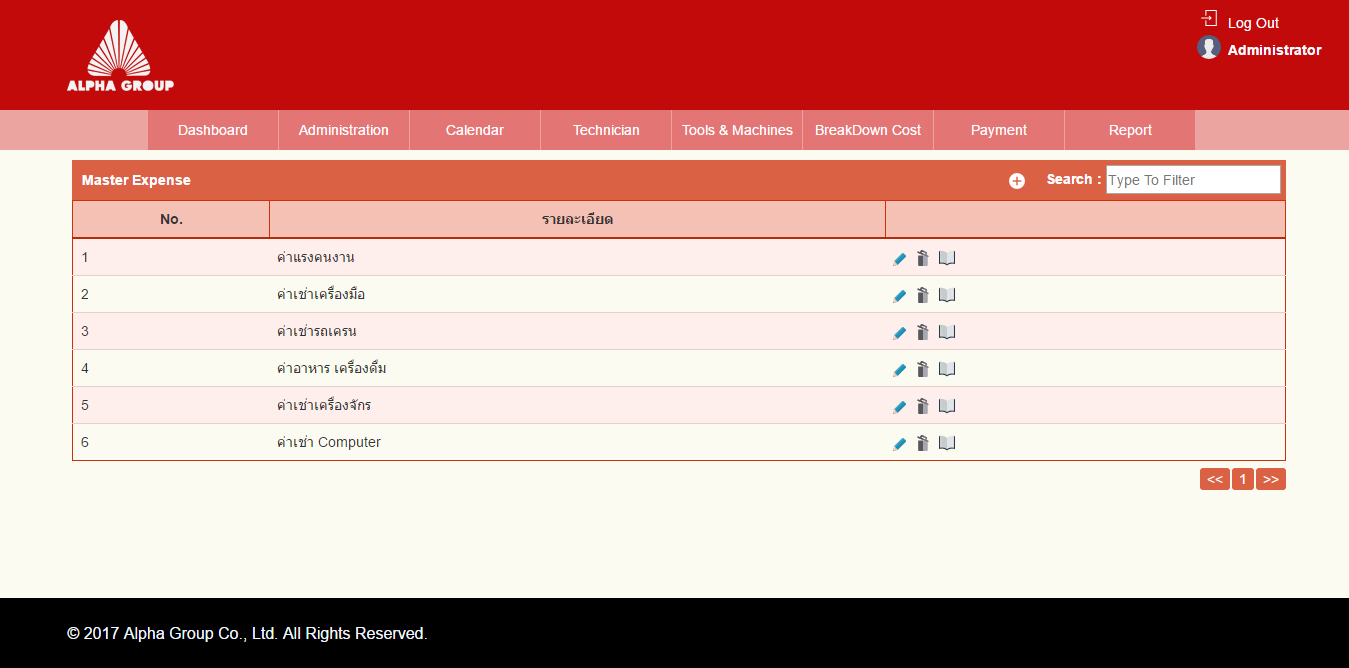 Log Out
ALPHA GROUP
Administrator
Dashboard Administration Calendar Technician Tools & Machines BreakDown Cost Payment Report
Master Expense Search : Type To Filter
No. รายละเอียด
1 ค่าแรงคนงาน
2 ค่าเช่าเครื่องมือ
3 ค่าเช่ารถเครน
4 ค่าอาหาร เครื่องดื่ม
5 ค่าเช่าเครื่องจักร
6 ค่าเช่า Computer
<< 1 >>
© 2017 Alpha Group Co., Ltd. All Rights Reserved.